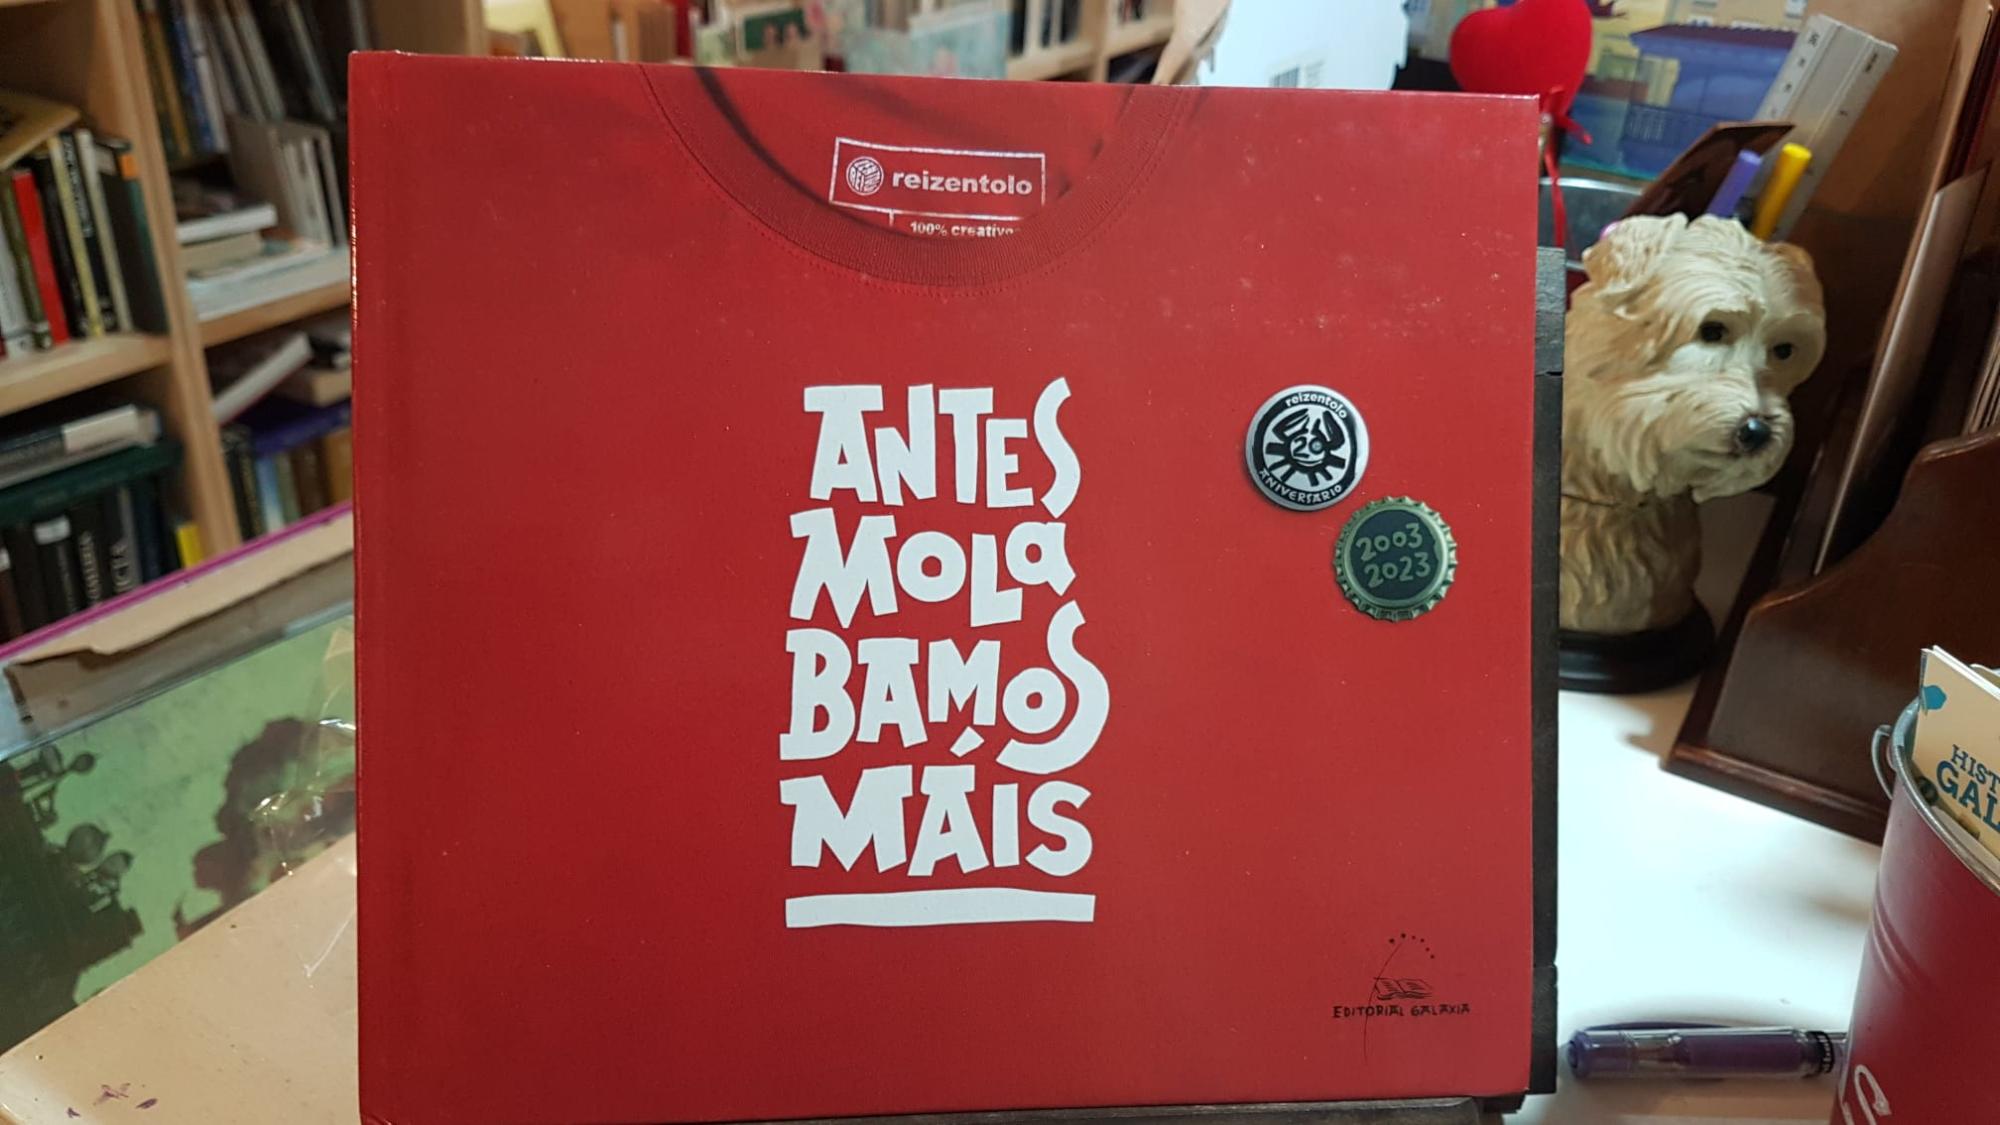 reizentolo
100% creativo
ANTES
MOLa
BAMOS
MÁIS
reizentolo
20
ANIVERSARIO
2003
2023
EDITORIAL GALAXIA